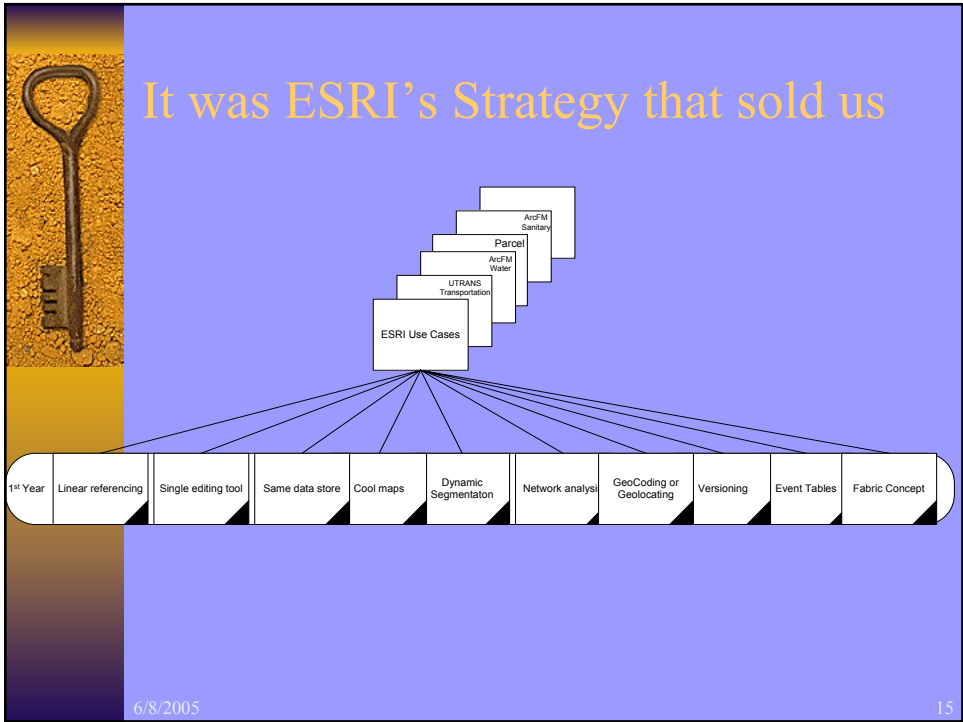 It was ESRI’s Strategy that sold us
ArcFM
Sanitary
Parcel
ArcFM
Water
UTRANS
Transportation
ESRI Use Cases
1st Year
Linear referencing
Single editing tool
Same data store
Cool maps
Dynamic
Segmentaton
Network analysi
GeoCoding or
Geolocating
Versioning
Event Tables
Fabric Concept
6/8/2005
15